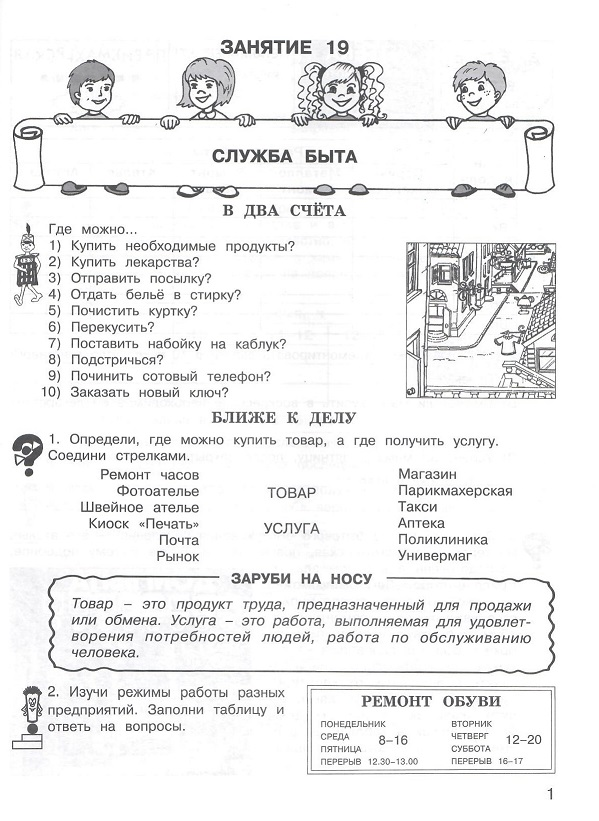 ЗАНЯТИЕ 19
СЛУЖБА БЫТА
В ДВА СЧЁТА
Где можно...
1) Купить необходимые продукты?
2) Купить лекарства?
3) Отправить посылку?
4) Отдать бельё в стирку?
5) Почистить куртку?
6) Перекусить?
7) Поставить набойку на каблук?
8) Подстричься?
9) Починить сотовый телефон?
10) Заказать новый ключ?
БЛИЖЕ К ДЕЛУ
1. Определи, где можно купить товар, а где получить услугу.
Соедини стрелками.
Ремонт часов Магазин
Фотоателье ТОВАР Парикмахерская
Швейное ателье Такси
Киоск «Печать» УСЛУГА Аптека
Почта Поликлиника
Рынок Универмаг
ЗАРУБИ НА НОСУ
Товар – это продукт труда, предназначенный для продажи
или обмена. Услуга – это работа, выполняемая для удовлет-
ворения потребностей людей, работа по обслуживанию
человека.
2. Изучи режимы работы разных
предприятий. Заполни таблицу и
ответь на вопросы.
РЕМОНТ ОБУВИ
ПОНЕДЕЛЬНИК ВТОРНИК
СРЕДА 8–16 ЧЕТВЕРГ 12–20
ПЯТНИЦА СУББОТА
ПЕРЕРЫВ 12.30–13.00 ПЕРЕРЫВ 16–17
1